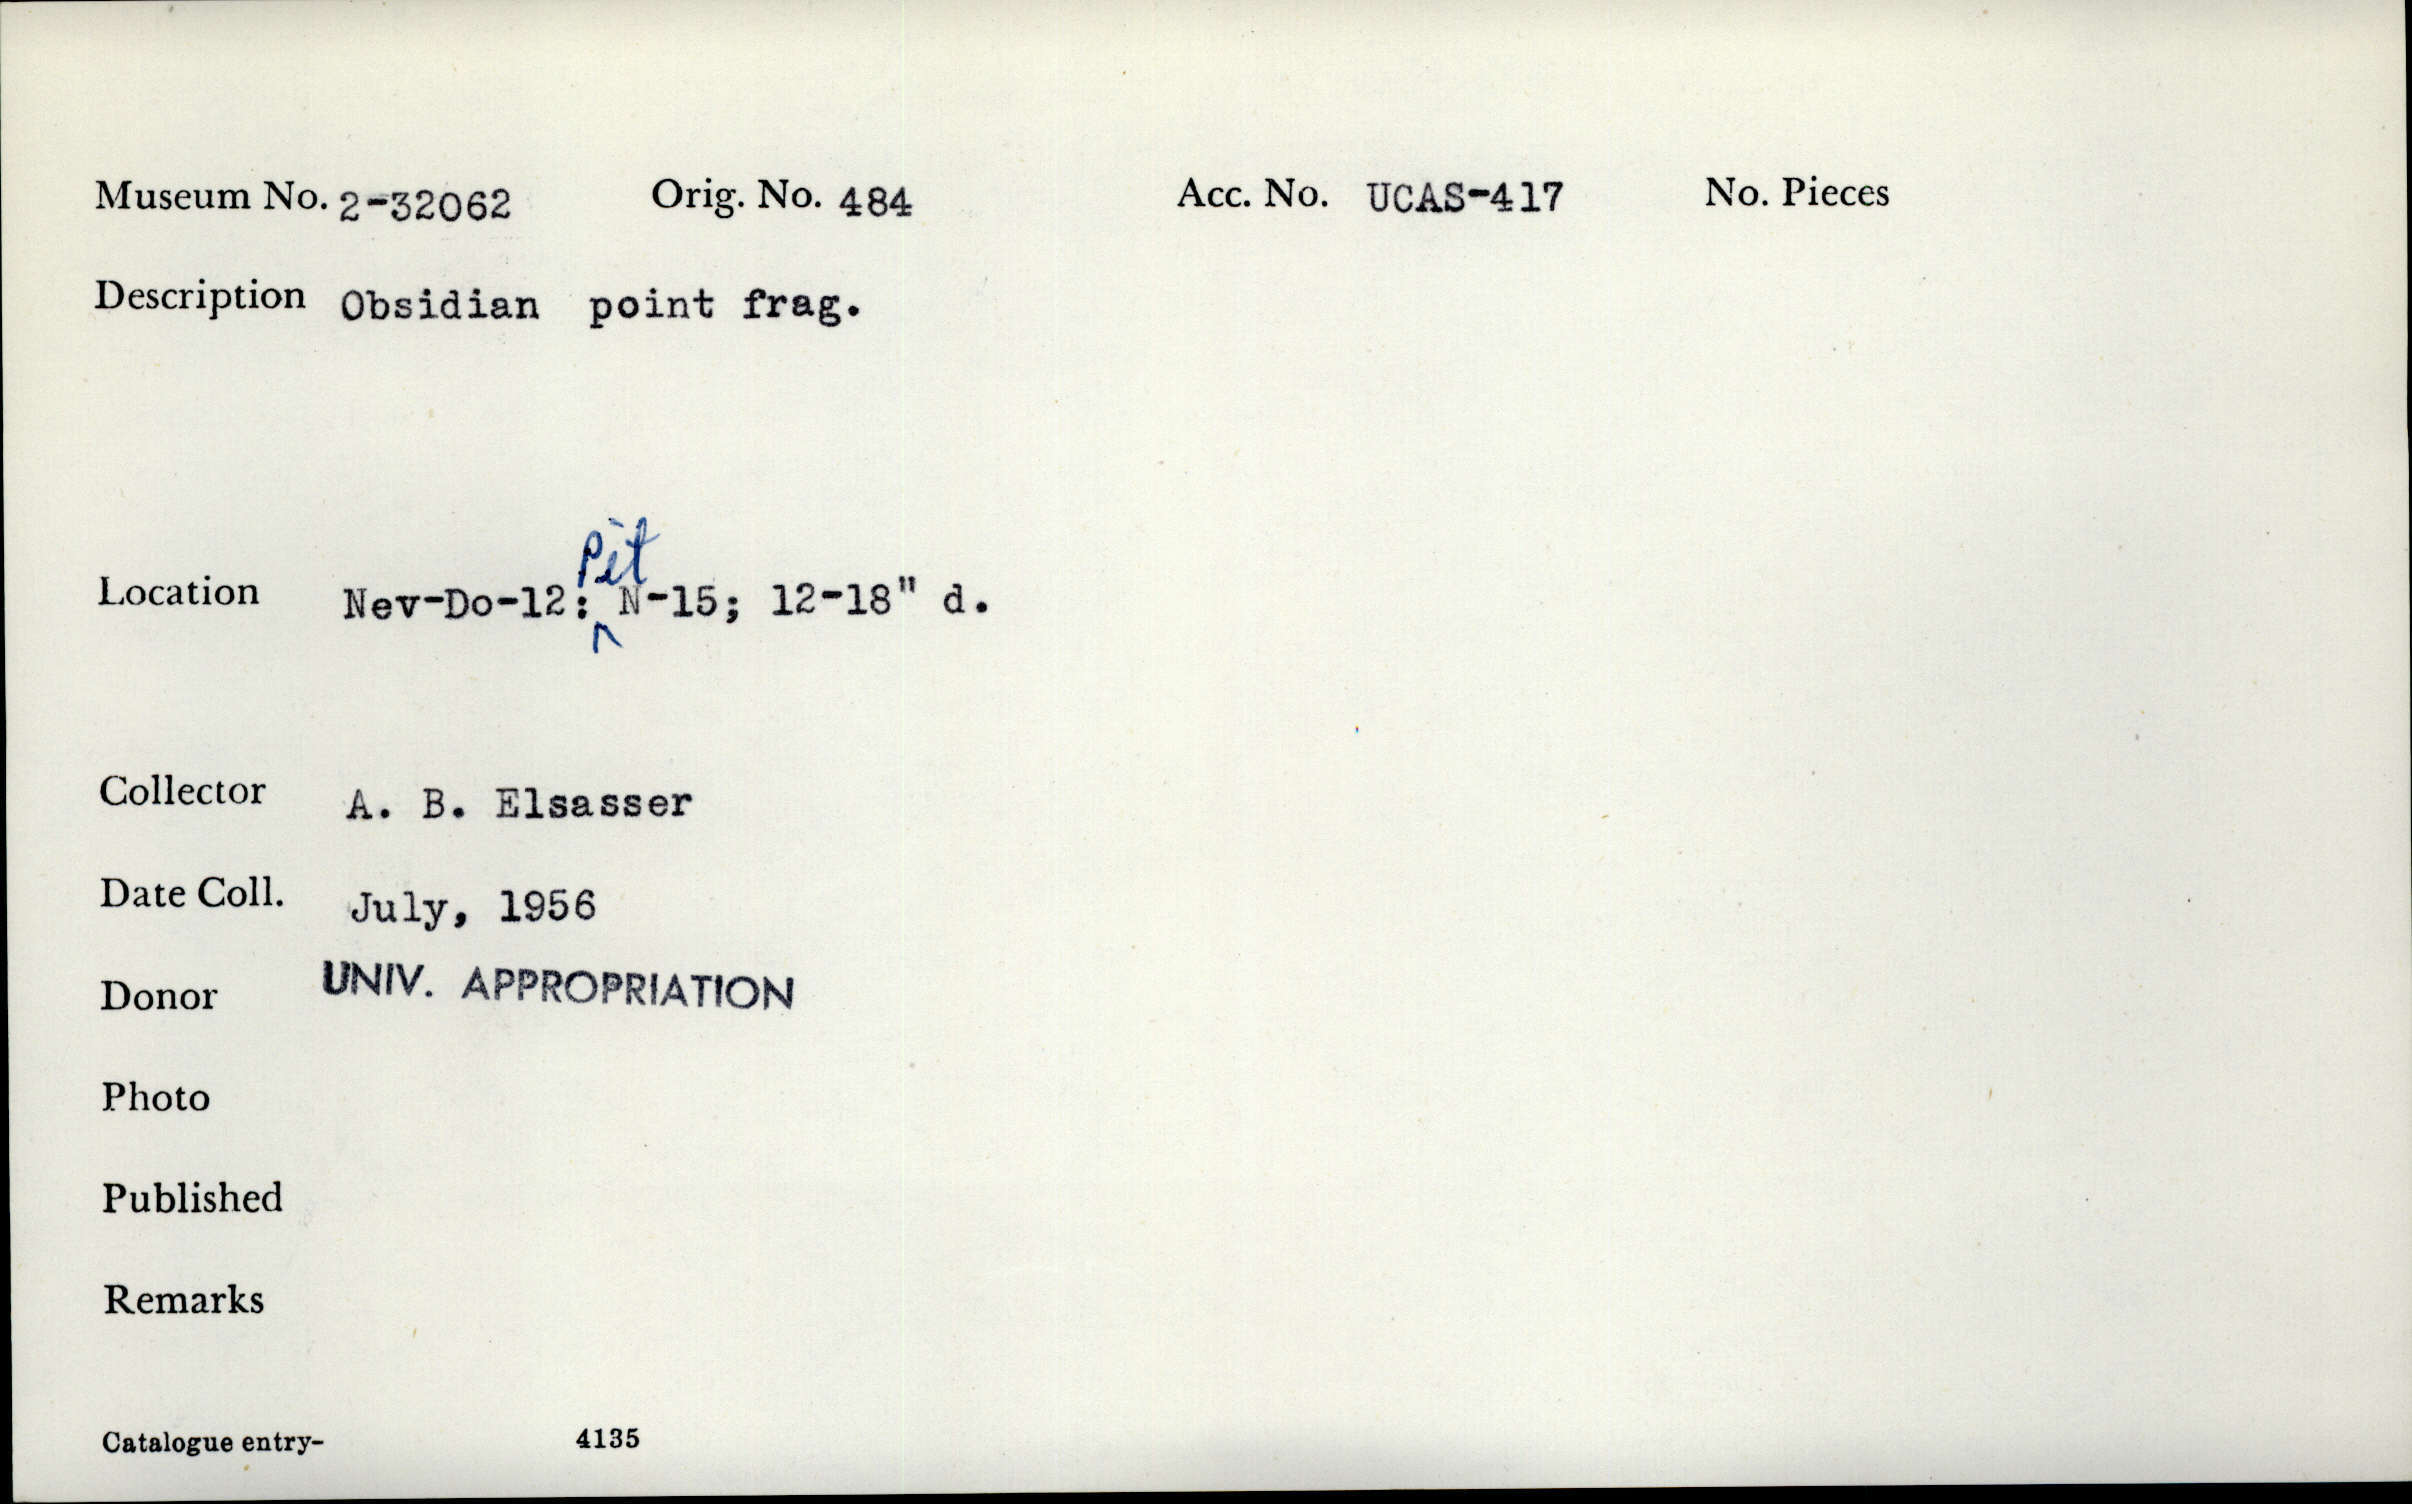 Museum No. 2-32062 Orig. No. 484 Acc. No. UCAS-417 No. Pieces
Description Obsidian point frag.
Pit
Location Nev-Do-12: ^ N-15; 12-18" d.
Collector A. B. Elsasser
Date Coll. July, 1956
Donor UNIV. APPROPRIATION
Photo
Published
Remarks
Catalogue entry- 4135